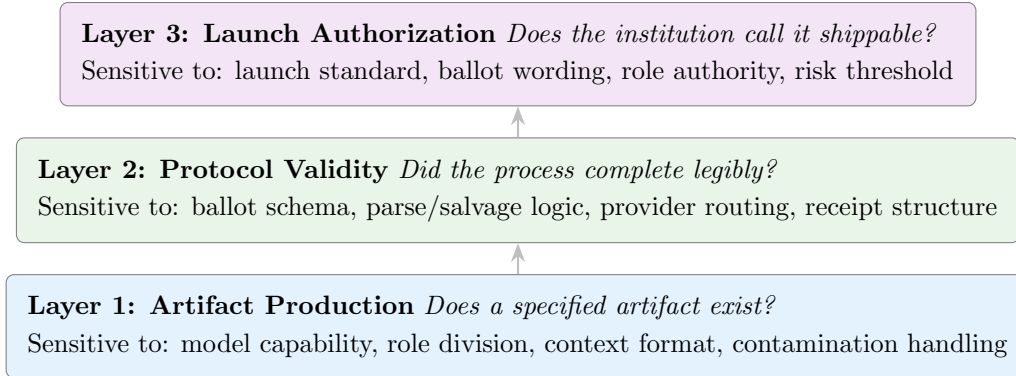 Layer 3: Launch Authorization Does the institution call it shippable?
Sensitive to: launch standard, ballot wording, role authority, risk threshold
Layer 2: Protocol Validity Did the process complete legibly?
Sensitive to: ballot schema, parse/salvage logic, provider routing, receipt structure
Layer 1: Artifact Production Does a specified artifact exist?
Sensitive to: model capability, role division, context format, contamination handling